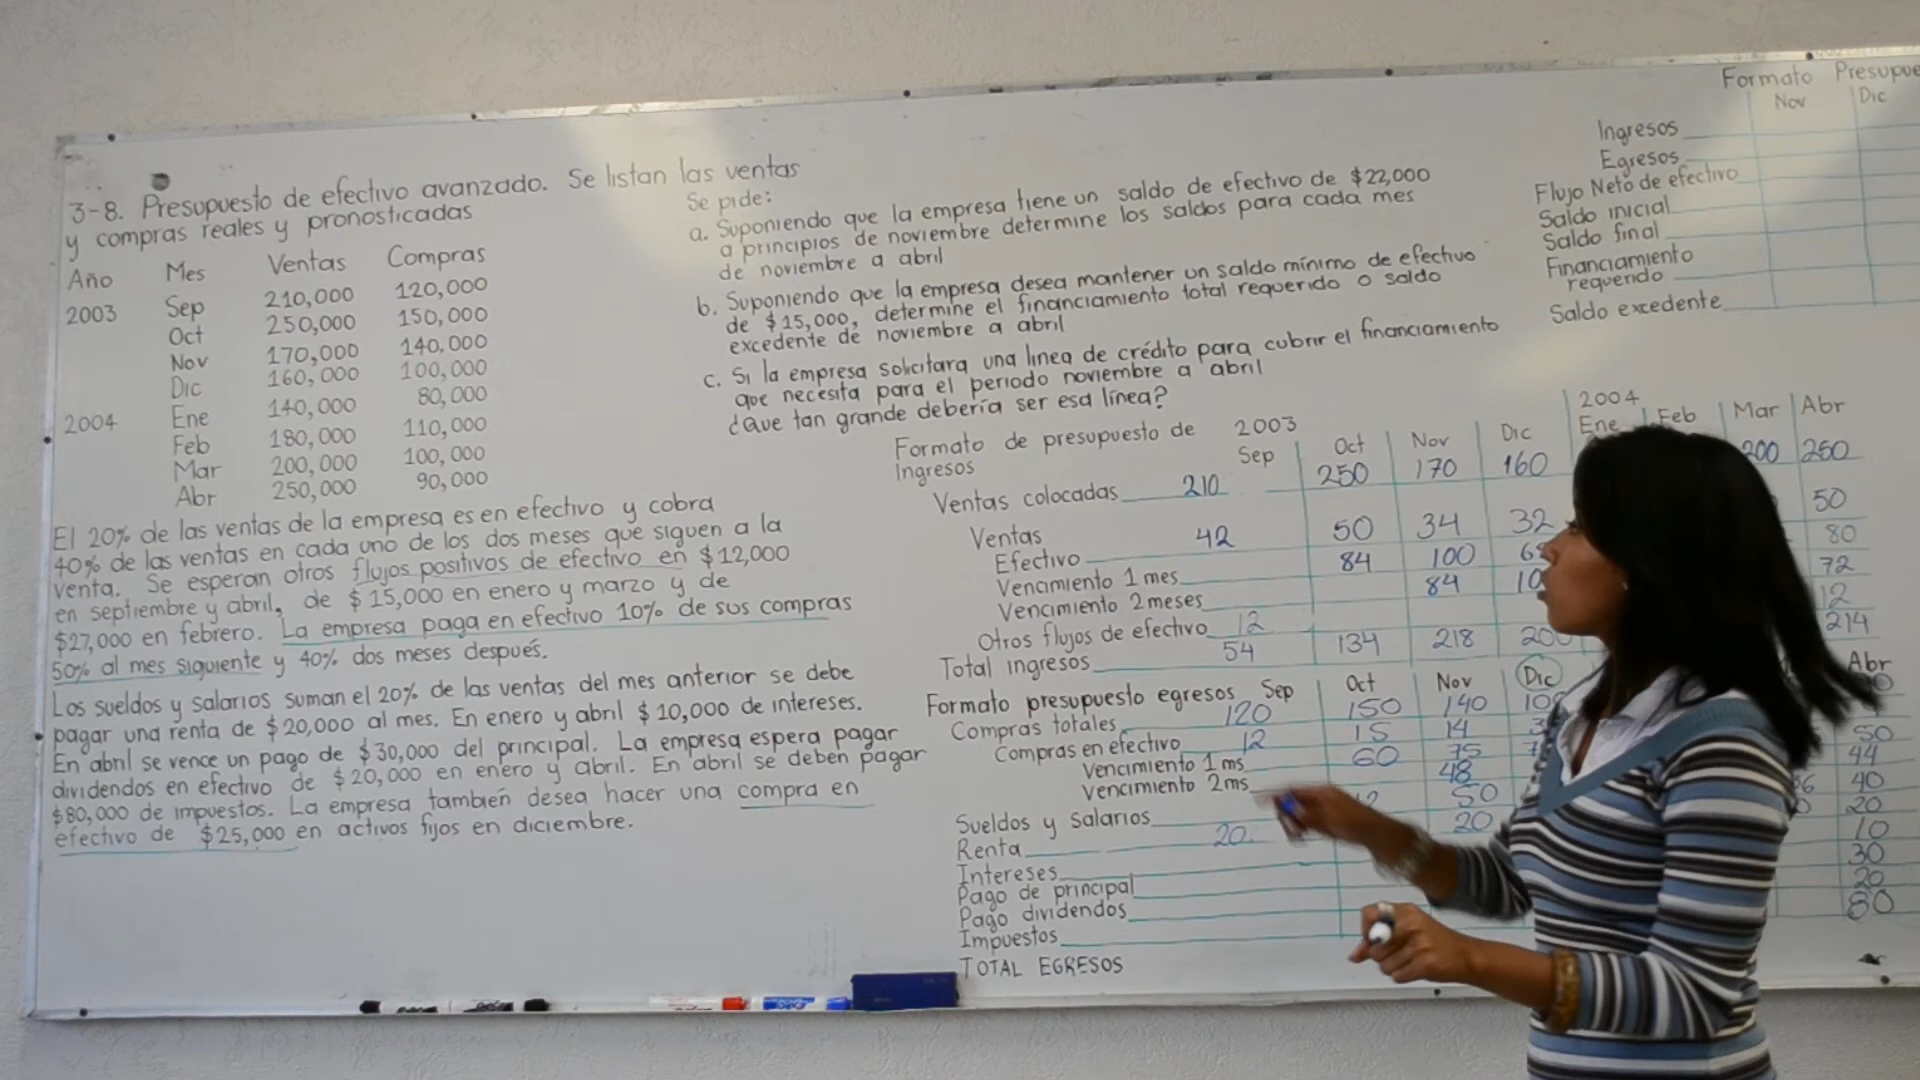 3-8. Presupuesto de efectivo avanzado. Se listan las ventas
y compras reales y pronosticadas
Año Mes Ventas Compras
2003 Sep 210,000 120,000
Oct 250,000 150,000
Nov 170,000 140,000
Dic 160,000 100,000
2004 Ene 140,000 80,000
Feb 180,000 110,000
Mar 200,000 100,000
Abr 250,000 90,000
El 20% de las ventas de la empresa es en efectivo y cobra
40% de las ventas en cada uno de los dos meses que siguen a la
venta. Se esperan otros flujos positivos de efectivo en $12,000
en septiembre y abril, de $15,000 en enero y marzo y de
$27,000 en febrero. La empresa paga en efectivo 10% de sus compras
50% al mes siguiente y 40% dos meses después.
Los sueldos y salarios suman el 20% de las ventas del mes anterior se debe
pagar una renta de $20,000 al mes. En enero y abril $10,000 de intereses.
En abril se vence un pago de $30,000 del principal. La empresa espera pagar
dividendos en efectivo de $20,000 en enero y abril. En abril se deben pagar
$80,000 de impuestos. La empresa también desea hacer una compra en
efectivo de $25,000 en activos fijos en diciembre.
Se pide:
a. Suponiendo que la empresa tiene un saldo de efectivo de $22,000
a principios de noviembre determine los saldos para cada mes
de noviembre a abril
b. Suponiendo que la empresa desea mantener un saldo mínimo de efectivo
de $15,000, determine el financiamiento total requerido o saldo
excedente de noviembre a abril
c. Si la empresa solicitara una linea de crédito para cubrir el financiamiento
que necesita para el periodo noviembre a abril
¿Que tan grande debería ser esa línea?
Formato Presupue
Nov Dic
Ingresos
Egresos
Flujo Neto de efectivo
Saldo inicial
Saldo final
Financiamiento
requerido
Saldo excedente
Formato de presupuesto de 2003 2004
Ingresos Sep Oct Nov Dic Ene Feb Mar Abr
Ventas colocadas 210 250 170 160 200 250
Ventas
Efectivo 42 50 34 32 50
Vencimiento 1 mes 84 100 80
Vencimiento 2 meses 84 72
Otros flujos de efectivo 12 12
Total ingresos 54 134 218 200 214
Formato presupuesto egresos Sep Oct Nov Dic Abr
Compras totales 120 150 140
Compras en efectivo 12 15 14
Vencimiento 1 ms 60 75 50
Vencimiento 2 ms 48 44
Sueldos y Salarios 50 40
Renta 20 20 20
Intereses 10
Pago de principal 30
Pago dividendos 20
Impuestos 80
TOTAL EGRESOS